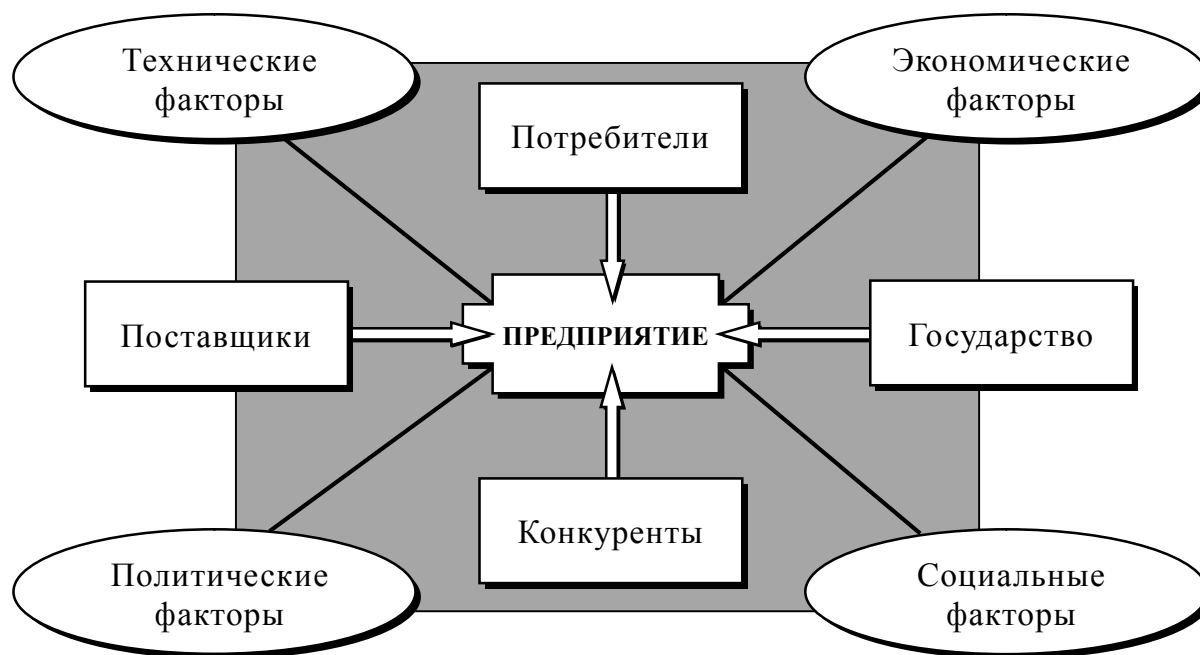 Технические
факторы
Экономические
факторы
Потребители
Поставщики
ПРЕДПРИЯТИЕ
Государство
Конкуренты
Политические
факторы
Социальные
факторы